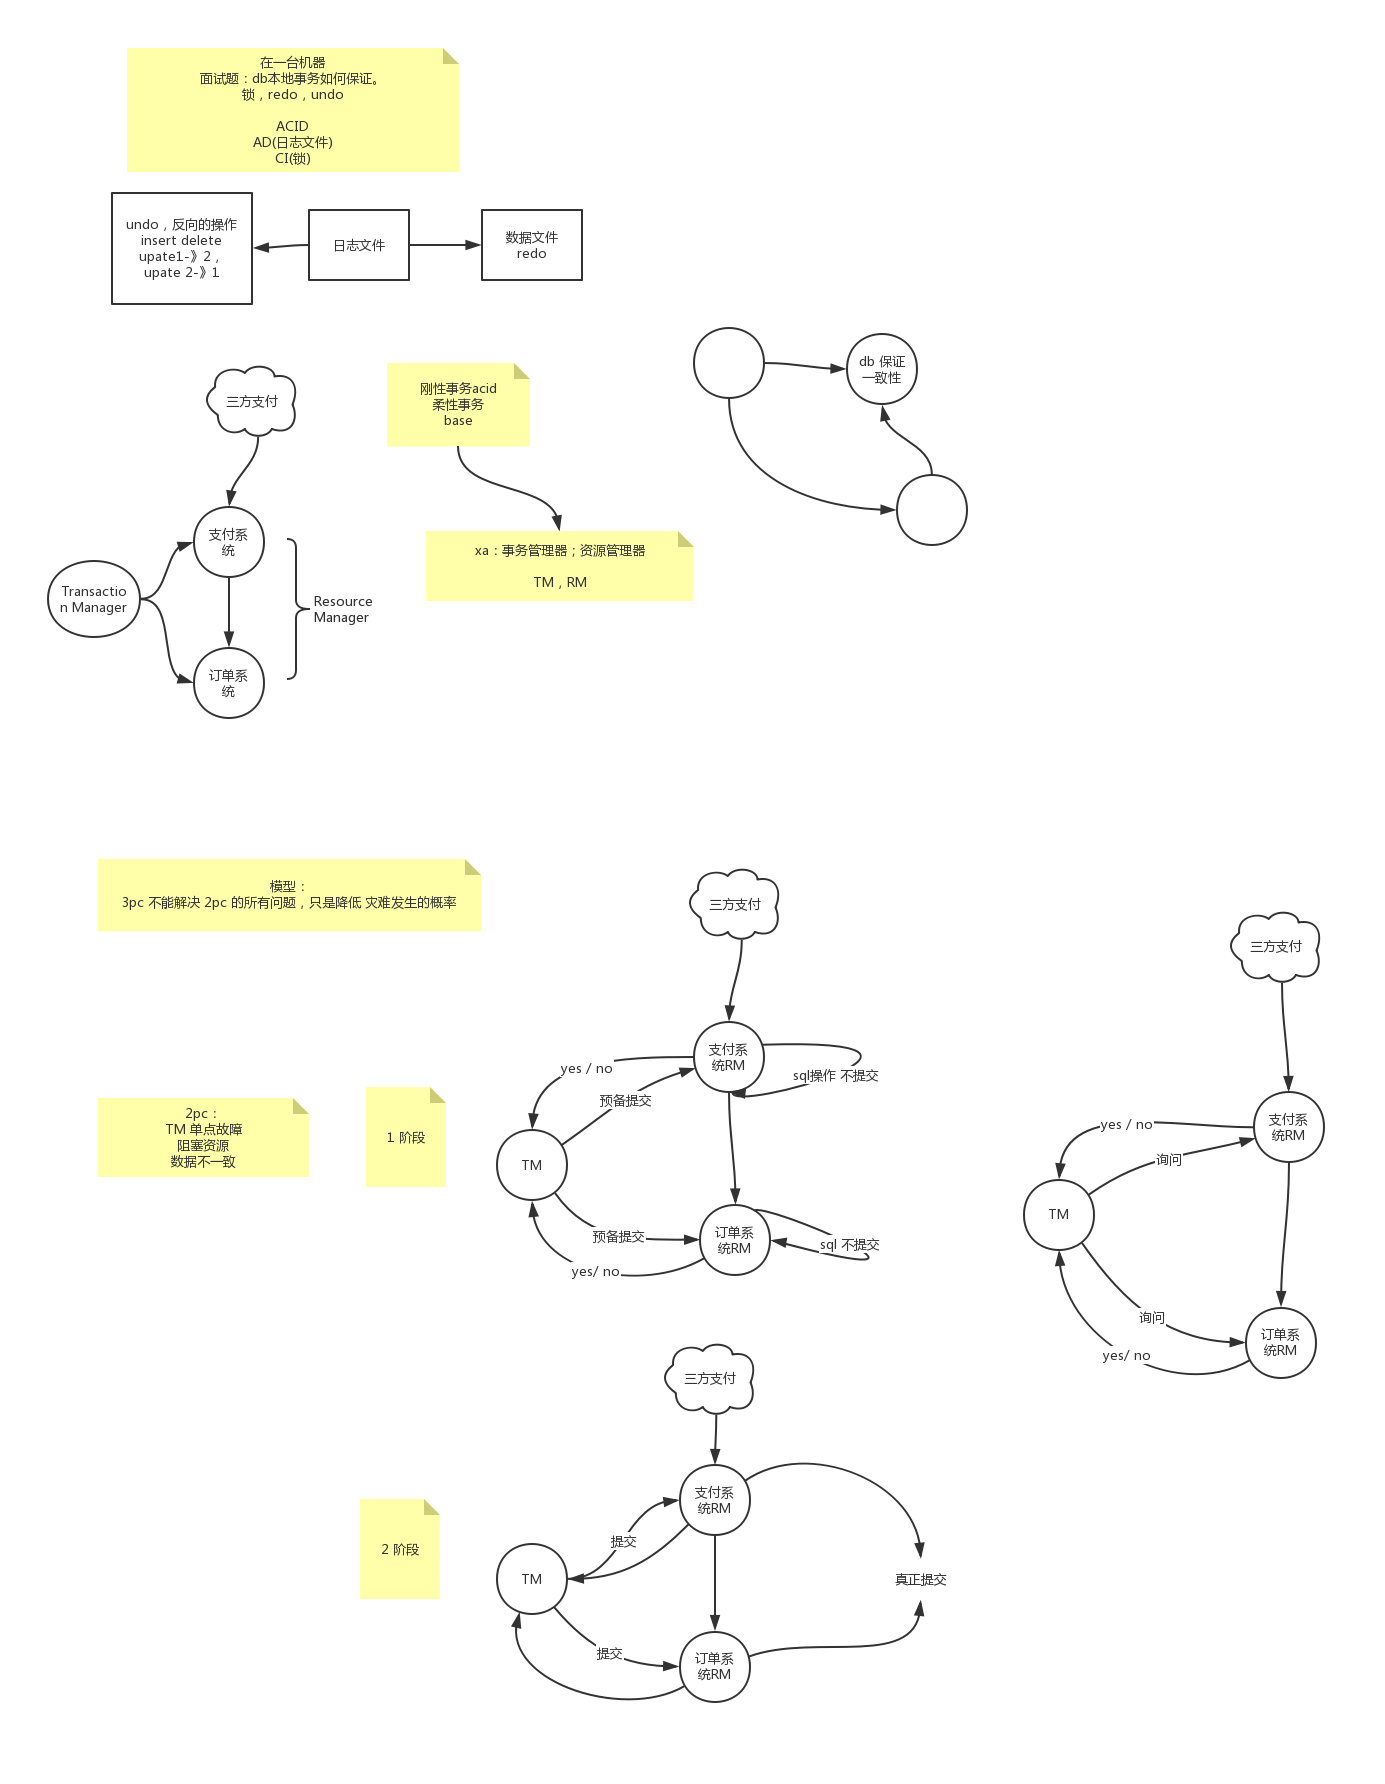 在一台机器
面试题：db本地事务如何保证。
锁，redo，undo
ACID
AD(日志文件)
CI(锁)
undo，反向的操作
insert delete
upate1-》2，
upate 2-》1
日志文件
数据文件
redo
三方支付
刚性事务acid
柔性事务
base
db 保证
一致性
支付系
统
xa：事务管理器；资源管理器
TM，RM
Transactio
n Manager
Resource
Manager
订单系
统
模型：
3pc 不能解决 2pc 的所有问题，只是降低 灾难发生的概率
三方支付
三方支付
支付系
统RM
yes / no
sql操作 不提交
预备提交
2pc：
TM 单点故障
阻塞资源
数据不一致
1 阶段
TM
预备提交
订单系
统RM
sql 不提交
yes/ no
支付系
统RM
yes / no
询问
TM
询问
订单系
统RM
yes/ no
三方支付
支付系
统RM
提交
2 阶段
TM
真正提交
提交
订单系
统RM